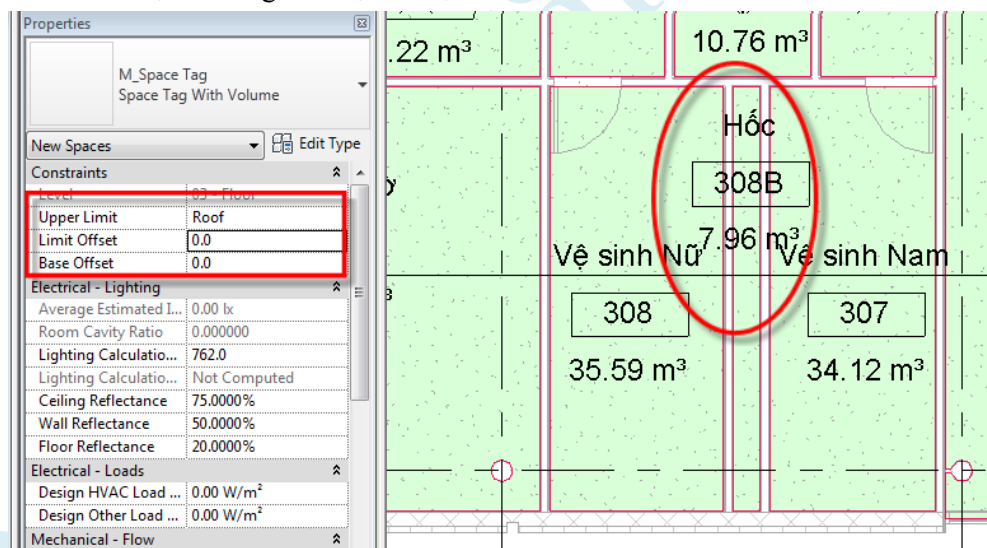 Properties
M_Space Tag
Space Tag With Volume
New Spaces
Edit Type
Constraints
Level 03 - Floor
Upper Limit Roof
Limit Offset 0.0
Base Offset 0.0
Electrical - Lighting
Average Estimated I... 0.00 lx
Room Cavity Ratio 0.000000
Lighting Calculatio... 762.0
Lighting Calculatio... Not Computed
Ceiling Reflectance 75.0000%
Wall Reflectance 50.0000%
Floor Reflectance 20.0000%
Electrical - Loads
Design HVAC Load ... 0.00 W/m²
Design Other Load ... 0.00 W/m²
Mechanical - Flow
.22 m³
10.76 m³
Hốc
308B
7.96 m³
Vệ sinh Nữ
308
35.59 m³
Vệ sinh Nam
307
34.12 m³